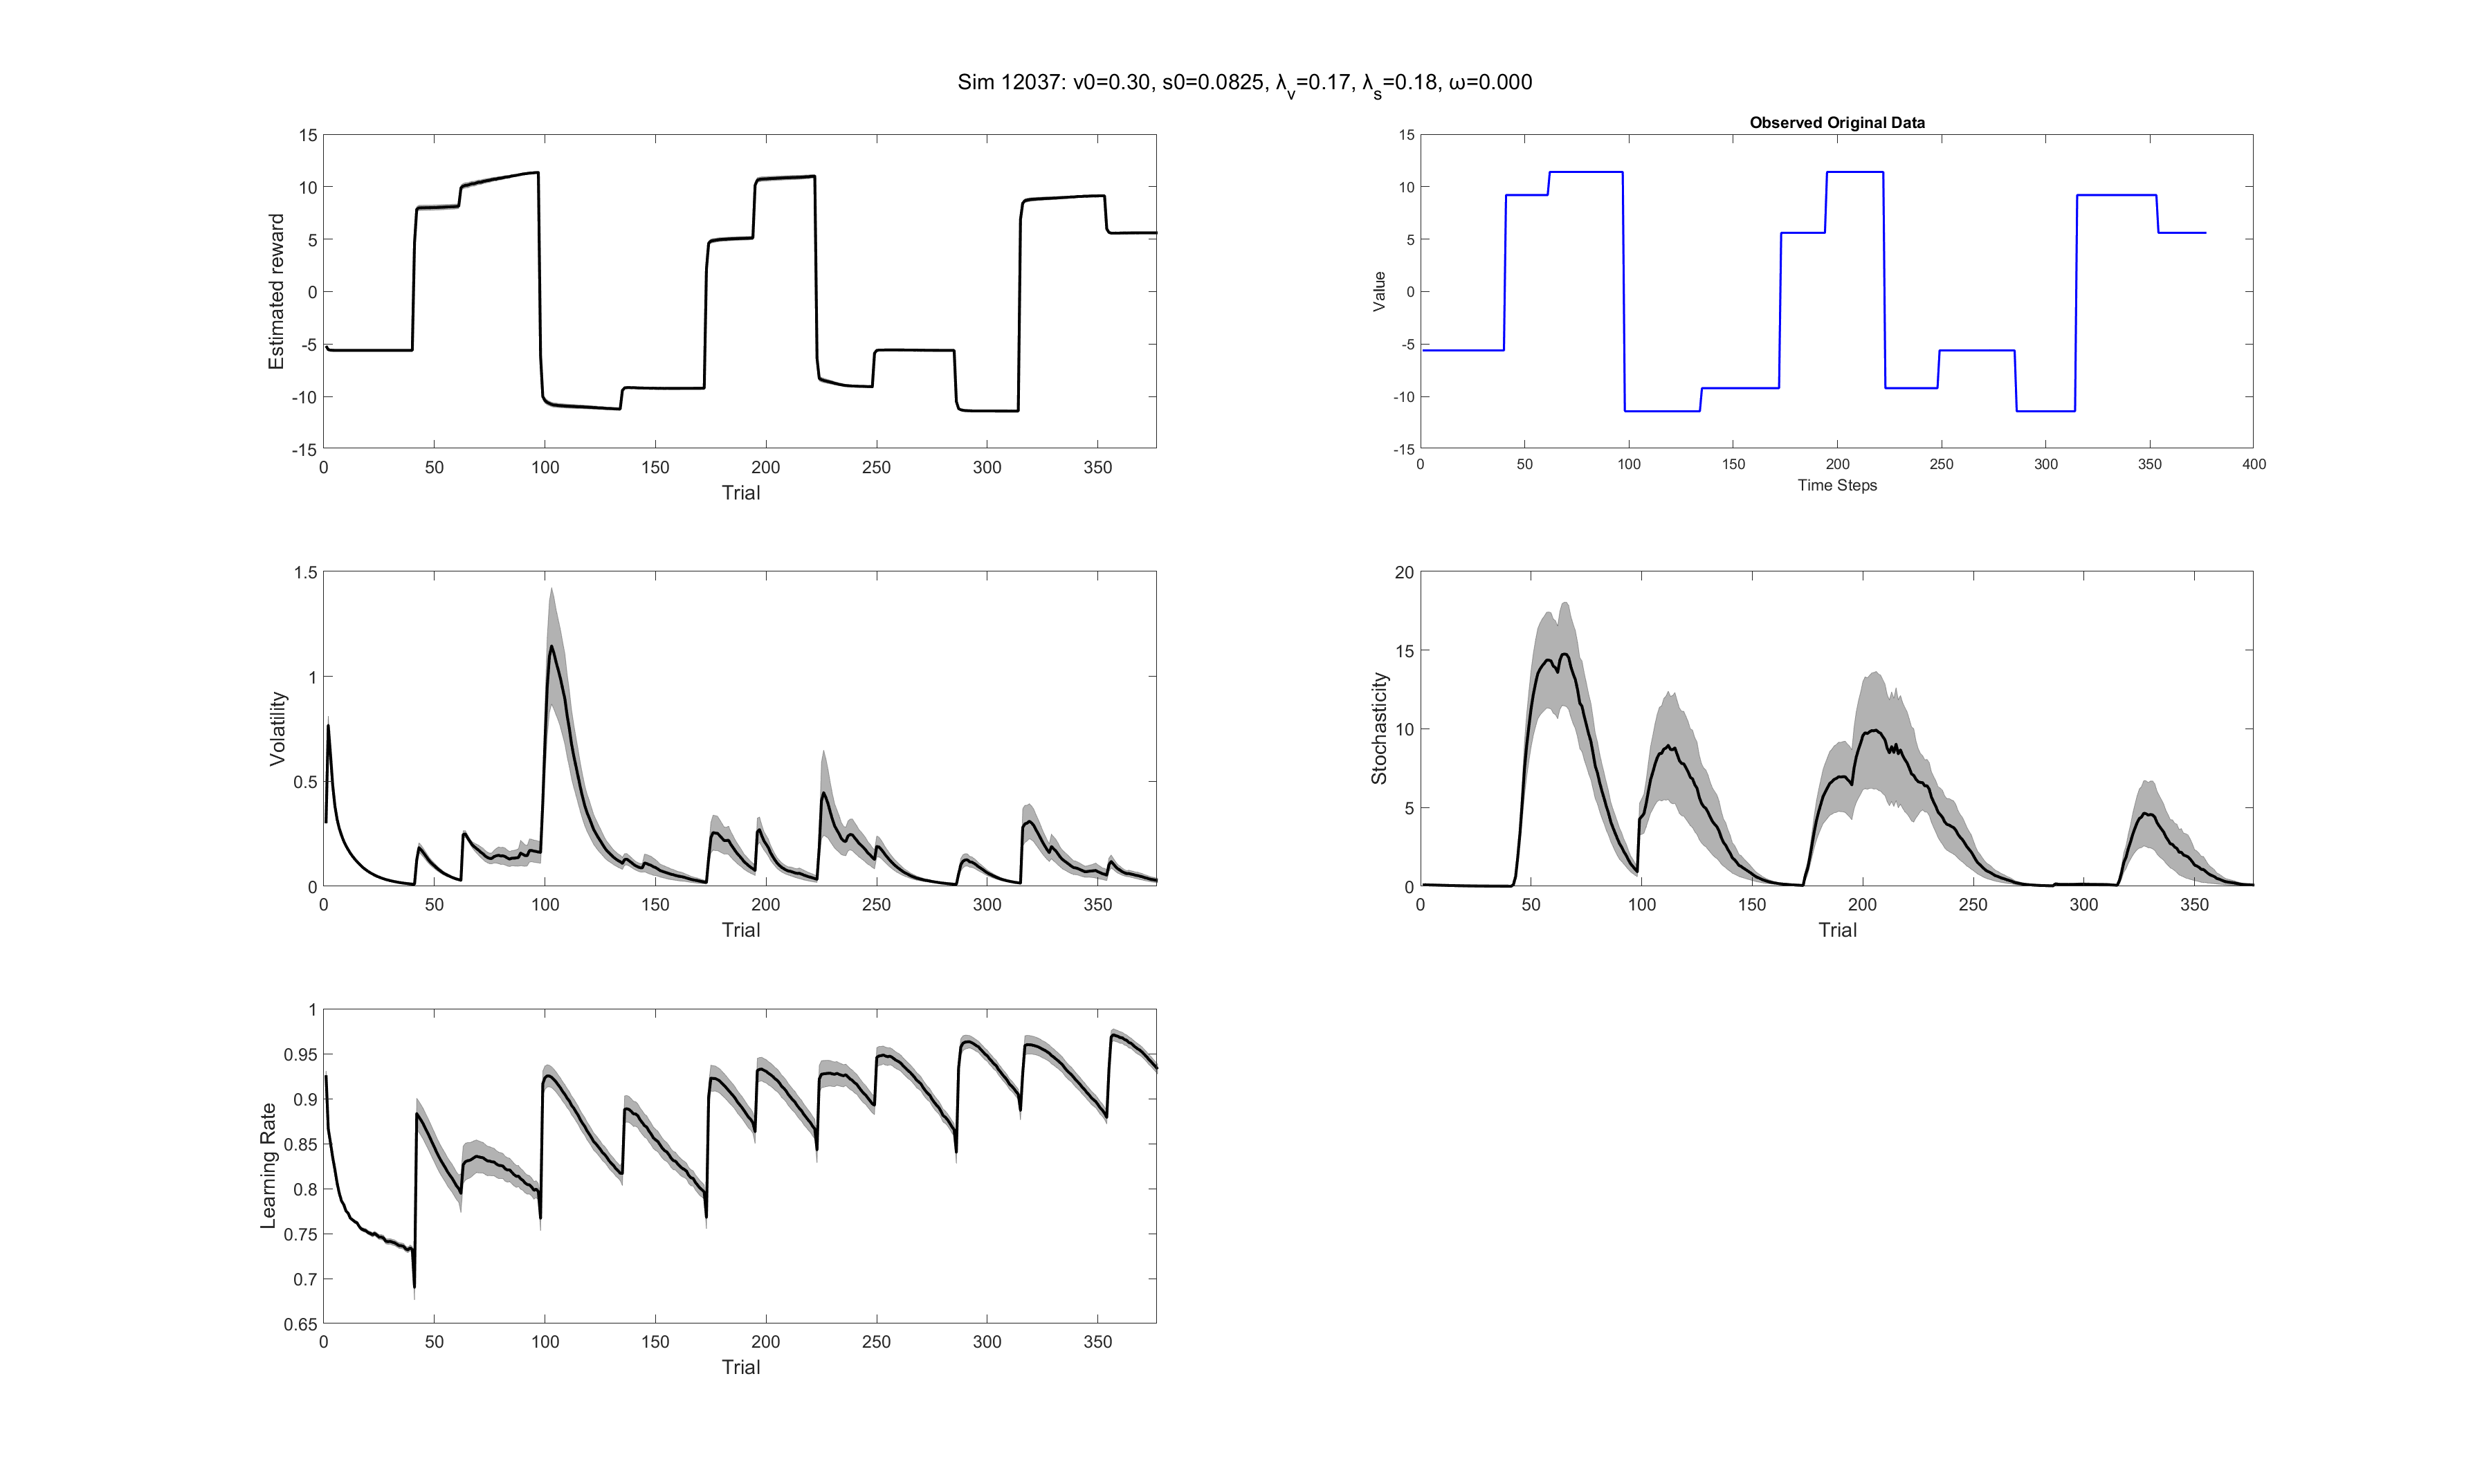 Sim 12037: v0=0.30, s0=0.0825, λv=0.17, λs=0.18, ω=0.000
15
10
5
0
-5
-10
-15
Estimated reward
0 50 100 150 200 250 300 350
Trial
Observed Original Data
15
10
5
0
-5
-10
-15
Value
0 50 100 150 200 250 300 350 400
Time Steps
1.5
1
0.5
0
Volatility
0 50 100 150 200 250 300 350
Trial
20
15
10
5
0
Stochasticity
0 50 100 150 200 250 300 350
Trial
1
0.95
0.9
0.85
0.8
0.75
0.7
0.65
Learning Rate
0 50 100 150 200 250 300 350
Trial